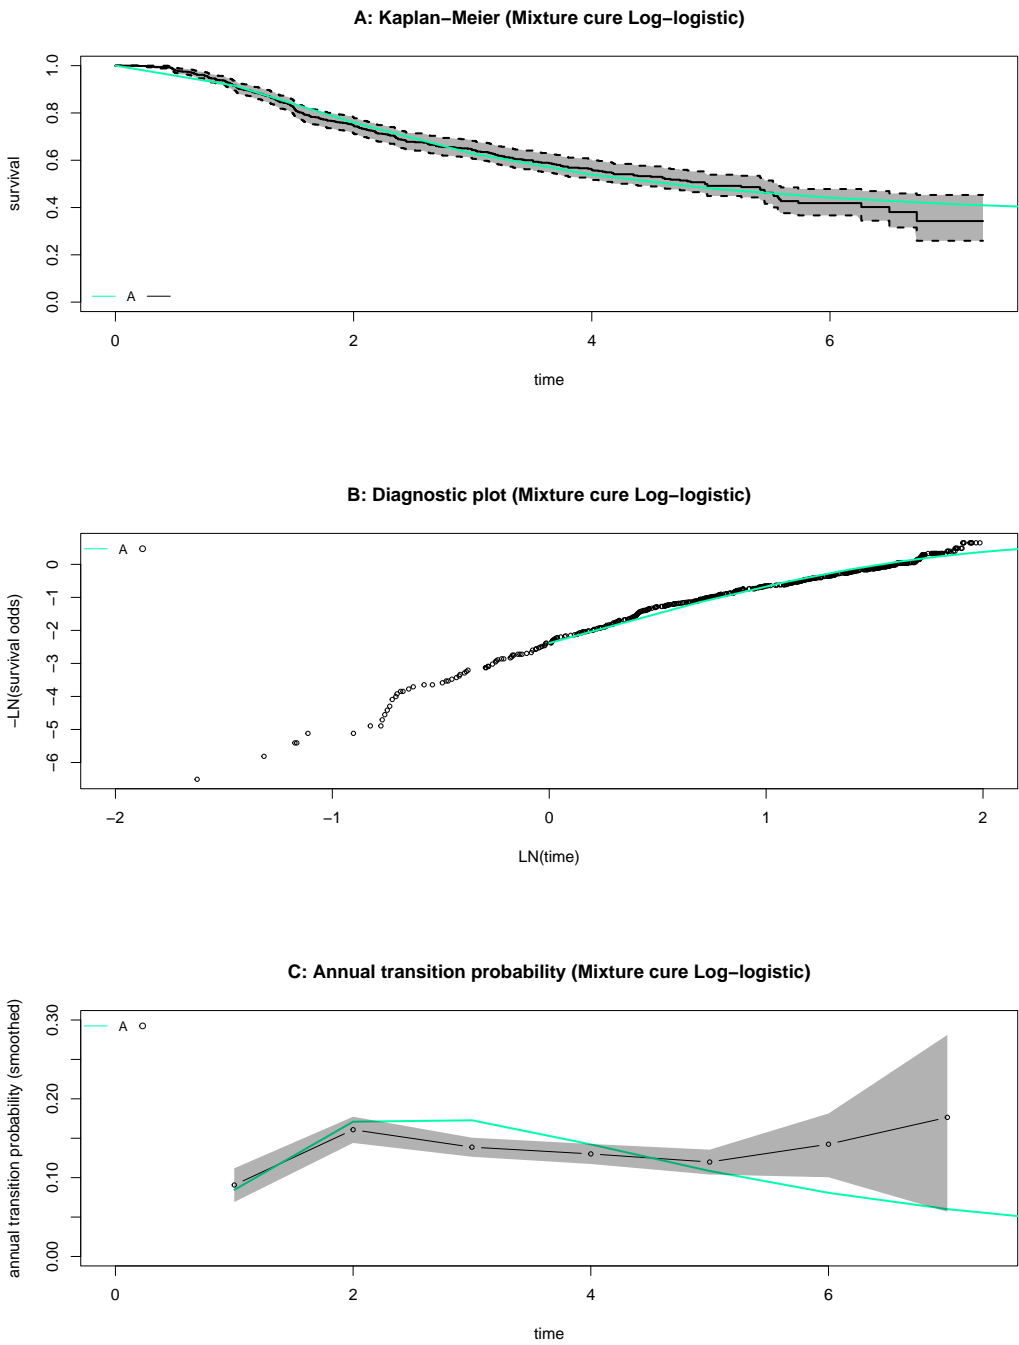 A: Kaplan−Meier (Mixture cure Log−logistic)
survival
1.0
0.8
0.6
0.4
0.2
0.0
A
0 2 4 6
time
B: Diagnostic plot (Mixture cure Log−logistic)
−LN(survival odds)
A
0
−1
−2
−3
−4
−5
−6
−2 −1 0 1 2
LN(time)
C: Annual transition probability (Mixture cure Log−logistic)
annual transition probability (smoothed)
A
0.30
0.20
0.10
0.00
0 2 4 6
time